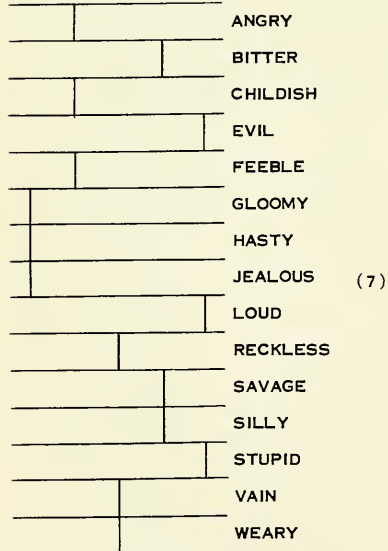 ANGRY
BITTER
CHILDISH
EVIL
FEEBLE
GLOOMY
HASTY
JEALOUS (7)
LOUD
RECKLESS
SAVAGE
SILLY
STUPID
VAIN
WEARY